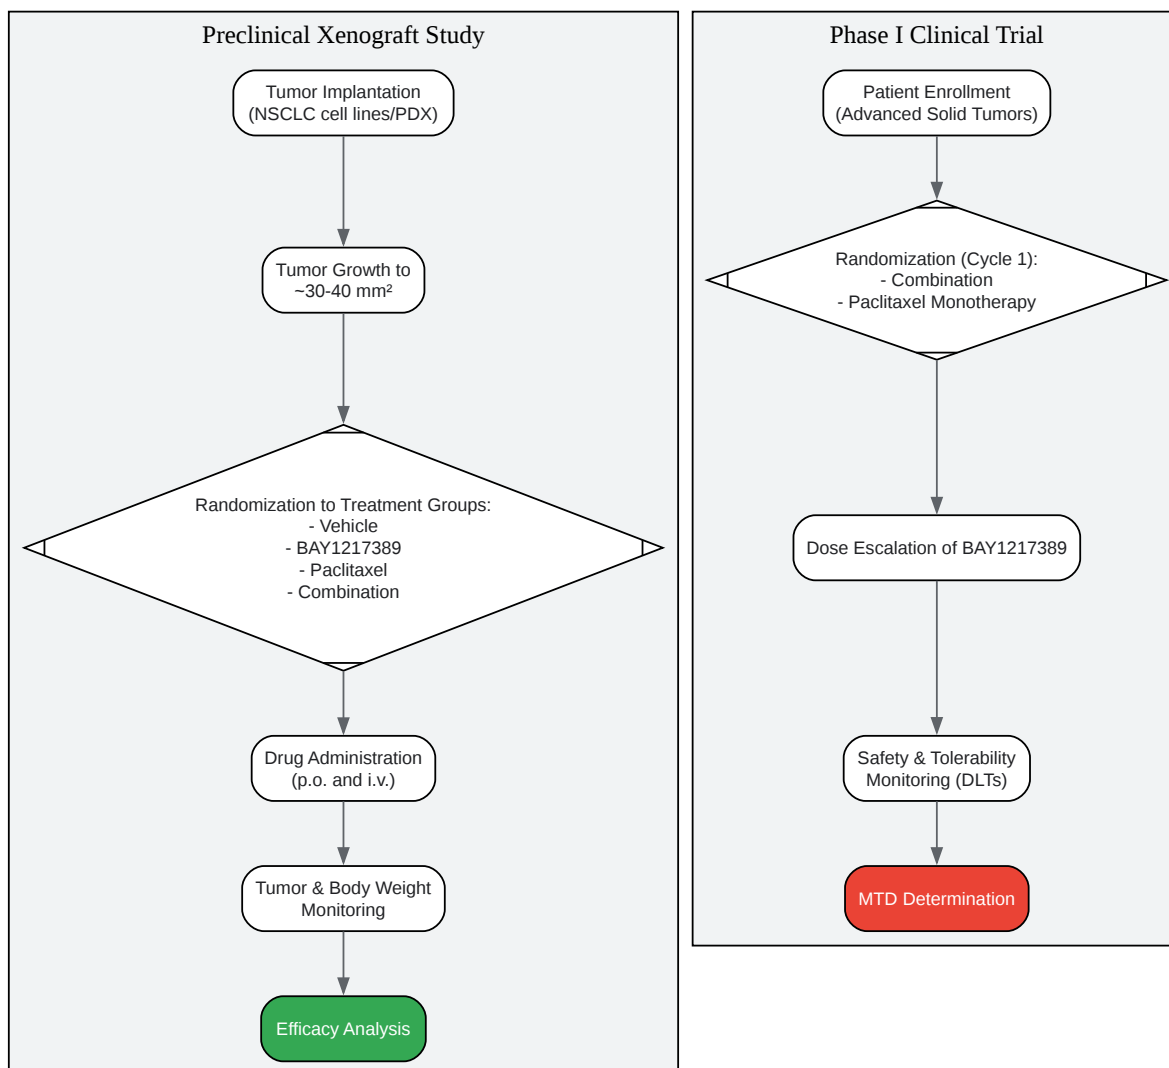 Preclinical Xenograft Study
Tumor Implantation
(NSCLC cell lines/PDX)
Tumor Growth to
~30-40 mm²
Randomization to Treatment Groups:
- Vehicle
- BAY1217389
- Paclitaxel
- Combination
Drug Administration
(p.o. and i.v.)
Tumor & Body Weight
Monitoring
Efficacy Analysis
Phase I Clinical Trial
Patient Enrollment
(Advanced Solid Tumors)
Randomization (Cycle 1):
- Combination
- Paclitaxel Monotherapy
Dose Escalation of BAY1217389
Safety & Tolerability
Monitoring (DLTs)
MTD Determination